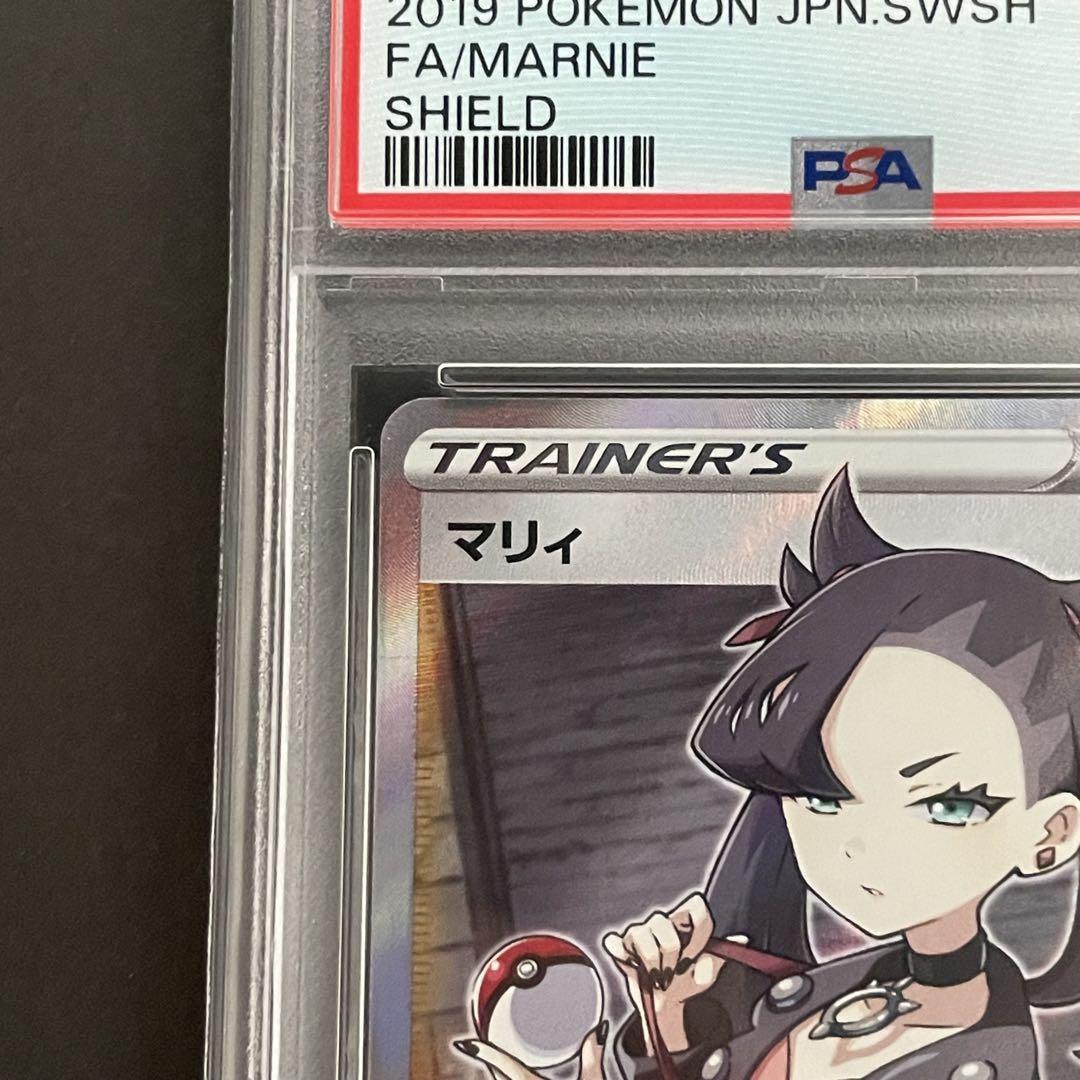 2019 POKEMON JPN.SWSH
FA/MARNIE
SHIELD
PSA
TRAINER'S
マリィ